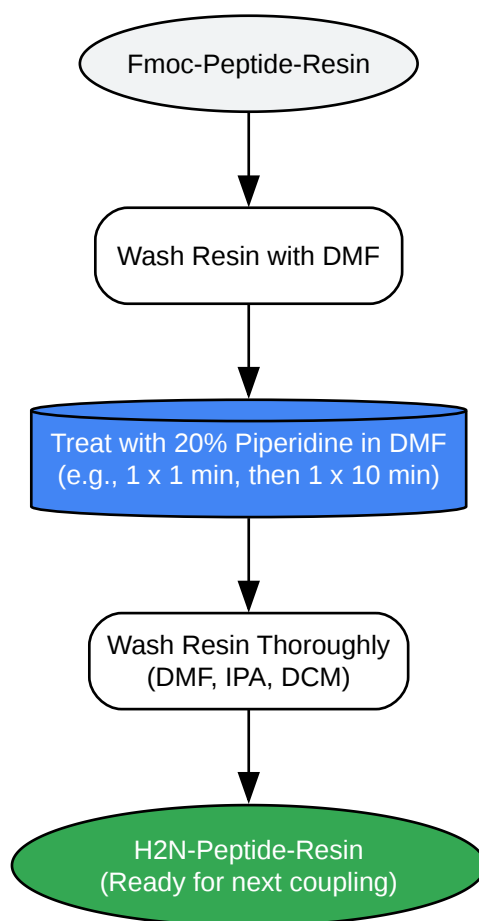 Fmoc-Peptide-Resin
Wash Resin with DMF
Treat with 20% Piperidine in DMF
(e.g., 1 x 1 min, then 1 x 10 min)
Wash Resin Thoroughly
(DMF, IPA, DCM)
H2N-Peptide-Resin
(Ready for next coupling)